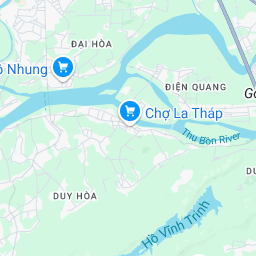 ĐẠI HÒA
Nhung
ĐIỆN QUANG
Chợ La Tháp
Thu Bồn River
DUY HÒA
Hồ Vĩnh Trinh